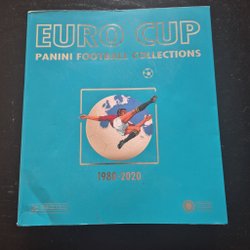 EURO CUP
PANINI FOOTBALL COLLECTIONS
1980-2020